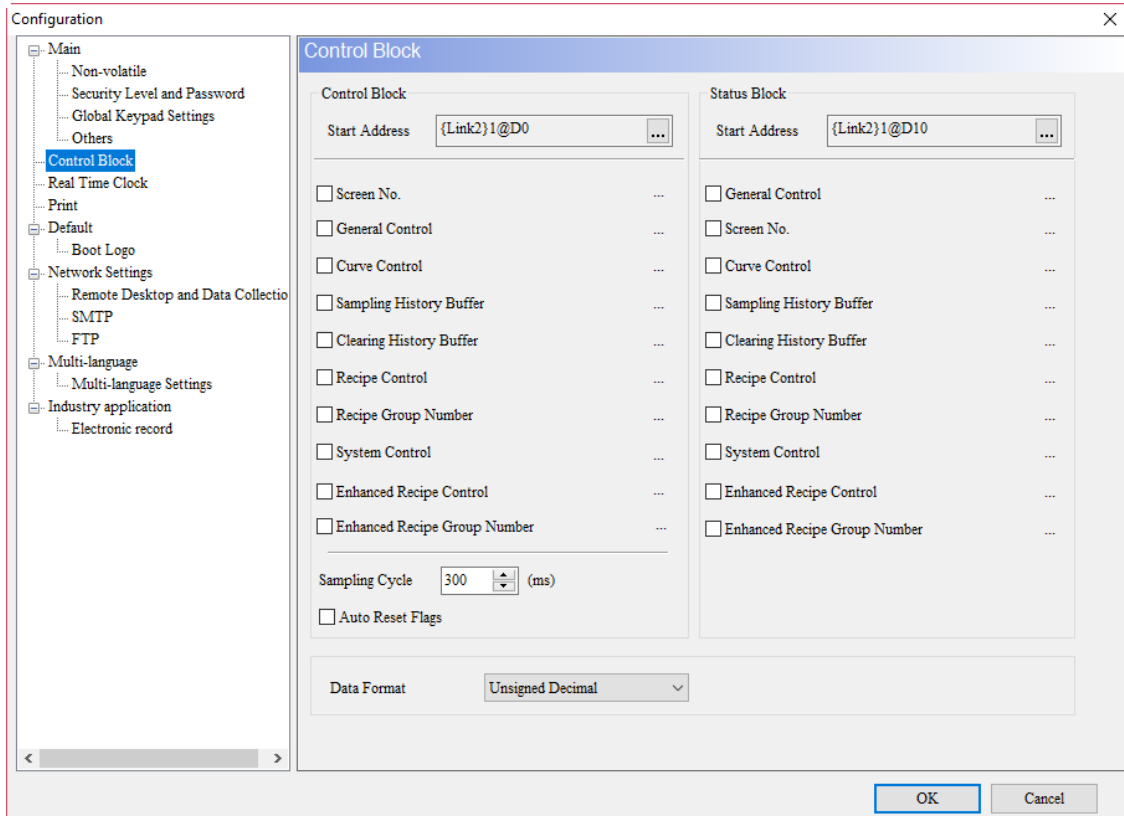 Configuration
Main
Non-volatile
Security Level and Password
Global Keypad Settings
Others
Control Block
Real Time Clock
Print
Default
Boot Logo
Network Settings
Remote Desktop and Data Collectio
SMTP
FTP
Multi-language
Multi-language Settings
Industry application
Electronic record
Control Block
Control Block
Start Address {Link2}1@D0 ...
Screen No. ...
General Control ...
Curve Control ...
Sampling History Buffer ...
Clearing History Buffer ...
Recipe Control ...
Recipe Group Number ...
System Control ...
Enhanced Recipe Control ...
Enhanced Recipe Group Number ...
Sampling Cycle 300 (ms)
Auto Reset Flags
Status Block
Start Address {Link2}1@D10 ...
General Control ...
Screen No. ...
Curve Control ...
Sampling History Buffer ...
Clearing History Buffer ...
Recipe Control ...
Recipe Group Number ...
System Control ...
Enhanced Recipe Control ...
Enhanced Recipe Group Number ...
Data Format Unsigned Decimal
OK Cancel